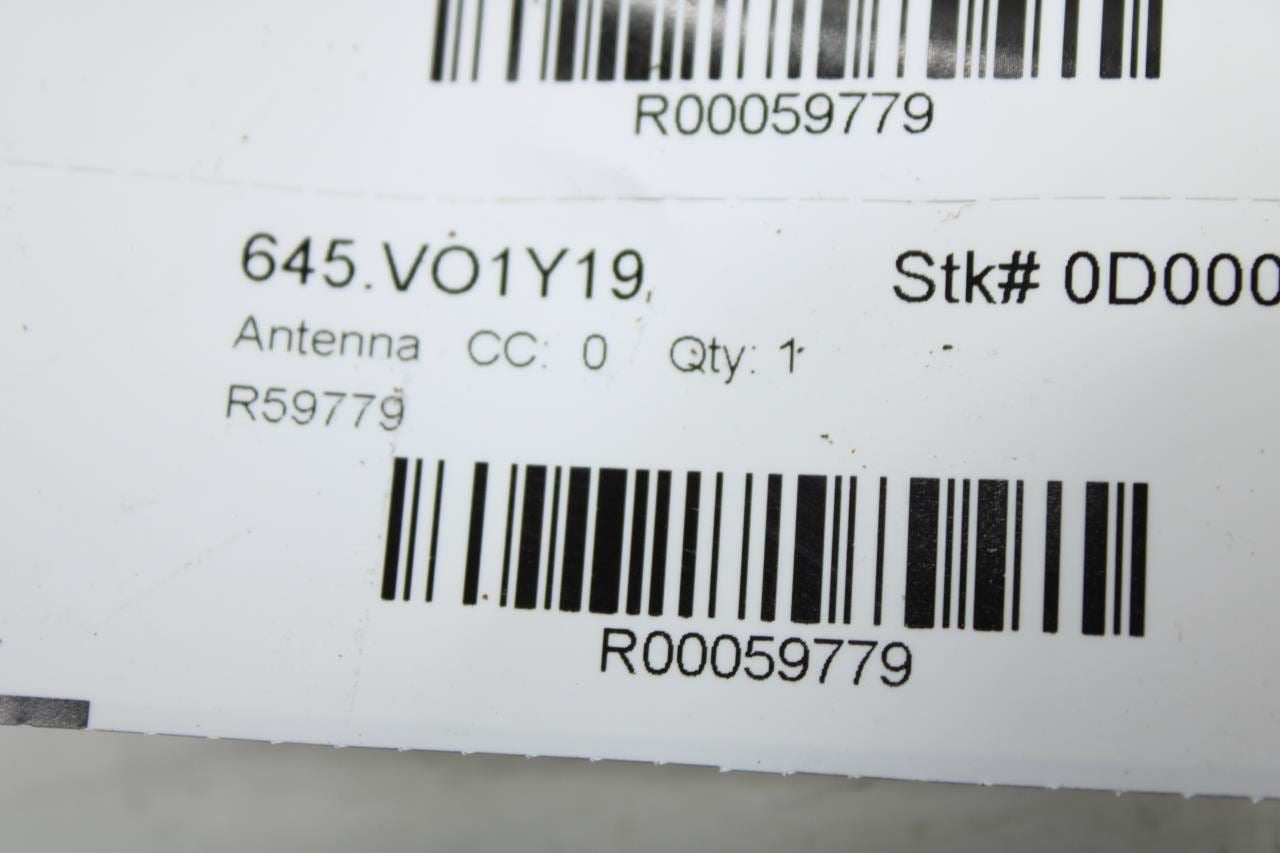 R00059779
645.VO1Y19 Stk# 0D000
Antenna CC: 0 Qty: 1
R59779
R00059779